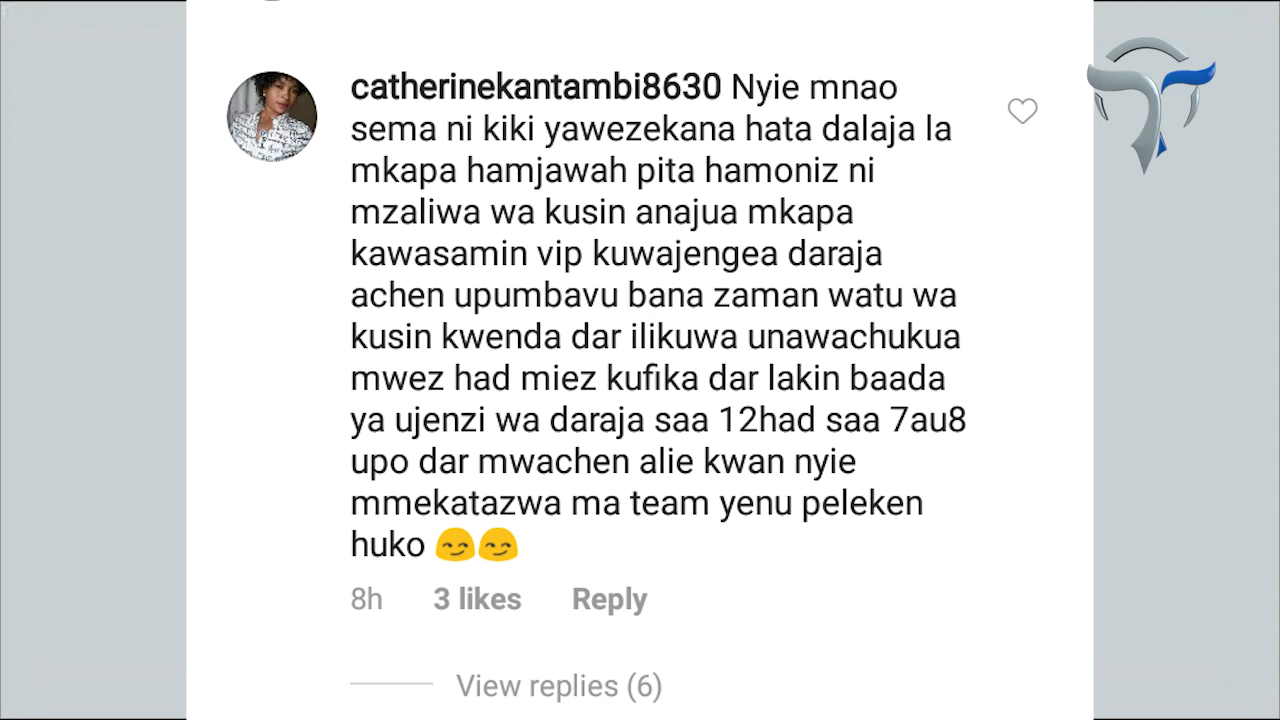 catherinekantambi8630 Nyie mnao
sema ni kiki yawezekana hata dalaja la
mkapa hamjawah pita hamoniz ni
mzaliwa wa kusin anajua mkapa
kawasamin vip kuwajengea daraja
achen upumbavu bana zaman watu wa
kusin kwenda dar ilikuwa unawachukua
mwez had miez kufika dar lakin baada
ya ujenzi wa daraja saa 12had saa 7au8
upo dar mwachen alie kwan nyie
mmekatazwa ma team yenu peleken
huko 😏😏
8h 3 likes Reply
View replies (6)